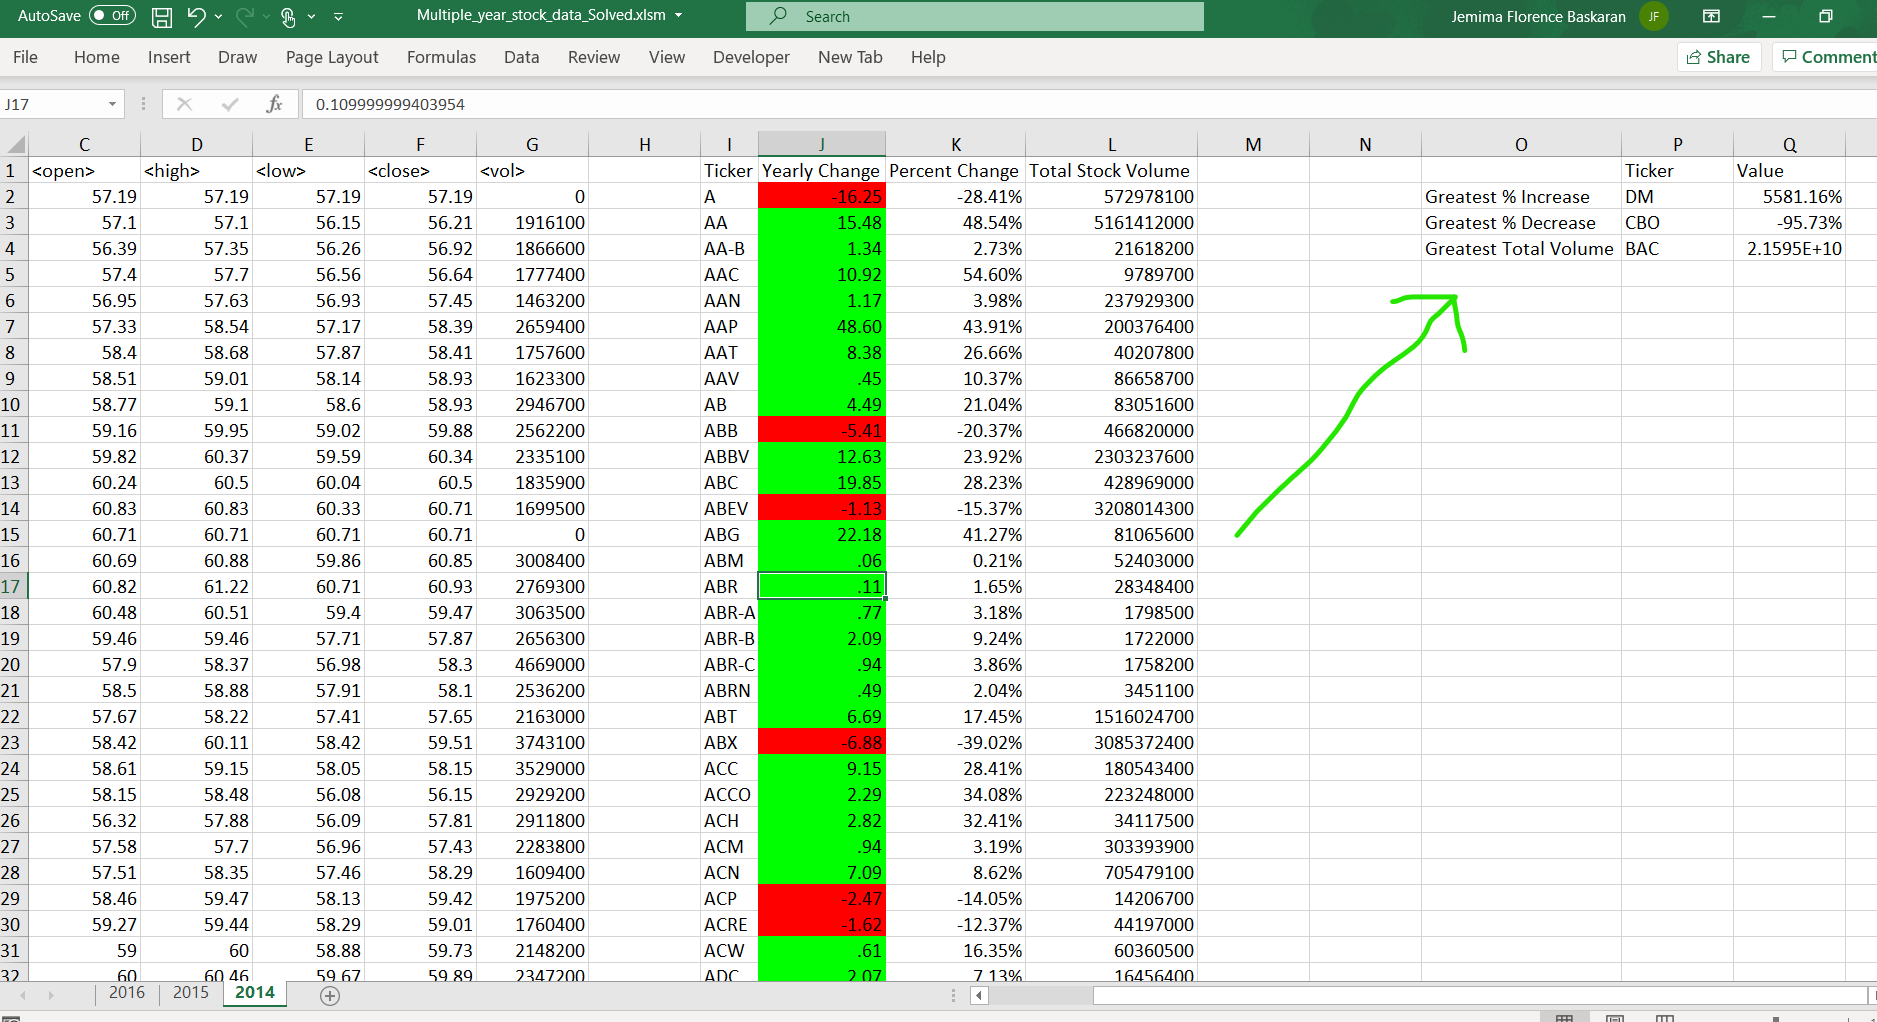 AutoSave Off Multiple_year_stock_data_Solved.xlsm Search Jemima Florence Baskaran JF
File Home Insert Draw Page Layout Formulas Data Review View Developer New Tab Help Share Comment
J17 fx 0.109999999403954
C D E F G H I J K L M N O P Q
1 <open> <high> <low> <close> <vol> Ticker Yearly Change Percent Change Total Stock Volume Ticker Value
2 57.19 57.19 57.19 57.19 0 A -16.25 -28.41% 572978100 Greatest % Increase DM 5581.16%
3 57.1 57.1 56.15 56.21 1916100 AA 15.48 48.54% 5161412000 Greatest % Decrease CBO -95.73%
4 56.39 57.35 56.26 56.92 1866600 AA-B 1.34 2.73% 21618200 Greatest Total Volume BAC 2.1595E+10
5 57.4 57.7 56.56 56.64 1777400 AAC 10.92 54.60% 9789700
6 56.95 57.63 56.93 57.45 1463200 AAN 1.17 3.98% 237929300
7 57.33 58.54 57.17 58.39 2659400 AAP 48.60 43.91% 200376400
8 58.4 58.68 57.87 58.41 1757600 AAT 8.38 26.66% 40207800
9 58.51 59.01 58.14 58.93 1623300 AAV .45 10.37% 86658700
10 58.77 59.1 58.6 58.93 2946700 AB 4.49 21.04% 83051600
11 59.16 59.95 59.02 59.88 2562200 ABB -5.41 -20.37% 466820000
12 59.82 60.37 59.59 60.34 2335100 ABBV 12.63 23.92% 2303237600
13 60.24 60.5 60.04 60.5 1835900 ABC 19.85 28.23% 428969000
14 60.83 60.83 60.33 60.71 1699500 ABEV -1.13 -15.37% 3208014300
15 60.71 60.71 60.71 60.71 0 ABG 22.18 41.27% 81065600
16 60.69 60.88 59.86 60.85 3008400 ABM .06 0.21% 52403000
17 60.82 61.22 60.71 60.93 2769300 ABR .11 1.65% 28348400
18 60.48 60.51 59.4 59.47 3063500 ABR-A .77 3.18% 1798500
19 59.46 59.46 57.71 57.87 2656300 ABR-B 2.09 9.24% 1722000
20 57.9 58.37 56.98 58.3 4669000 ABR-C .94 3.86% 1758200
21 58.5 58.88 57.91 58.1 2536200 ABRN .49 2.04% 3451100
22 57.67 58.22 57.41 57.65 2163000 ABT 6.69 17.45% 1516024700
23 58.42 60.11 58.42 59.51 3743100 ABX -6.88 -39.02% 3085372400
24 58.61 59.15 58.05 58.15 3529000 ACC 9.15 28.41% 180543400
25 58.15 58.48 56.08 56.15 2929200 ACCO 2.29 34.08% 223248000
26 56.32 57.88 56.09 57.81 2911800 ACH 2.82 32.41% 34117500
27 57.58 57.7 56.96 57.43 2283800 ACM .94 3.19% 303393900
28 57.51 58.35 57.46 58.29 1609400 ACN 7.09 8.62% 705479100
29 58.46 59.47 58.13 59.42 1975200 ACP -2.47 -14.05% 14206700
30 59.27 59.44 58.29 59.01 1760400 ACRE -1.62 -12.37% 44197000
31 59 60 58.88 59.73 2148200 ACW .61 16.35% 60360500
32 60 60.46 59.67 59.89 2347200 ADC 2.07 7.13% 16456400
2016 2015 2014